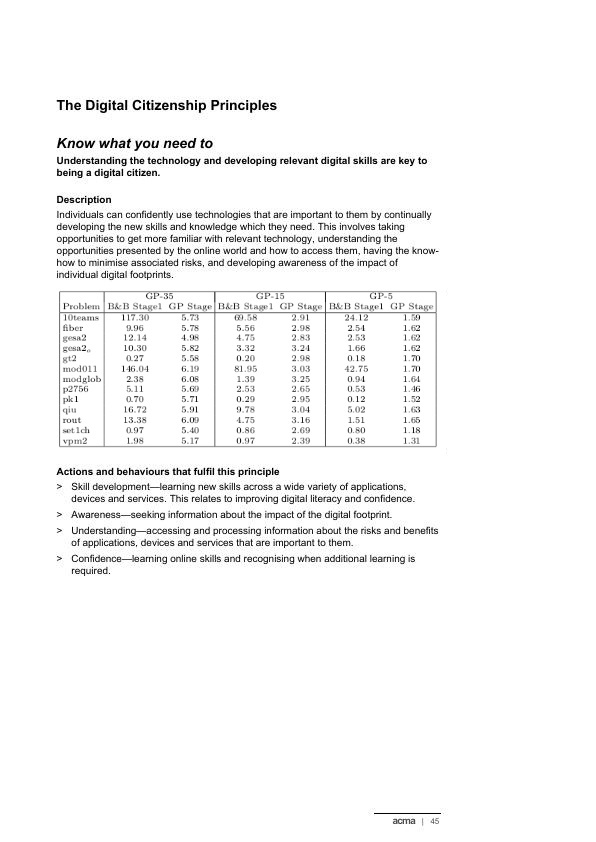 The Digital Citizenship Principles
Know what you need to
Understanding the technology and developing relevant digital skills are key to
being a digital citizen.
Description
Individuals can confidently use technologies that are important to them by continually
developing the new skills and knowledge which they need. This involves taking
opportunities to get more familiar with relevant technology, understanding the
opportunities presented by the online world and how to access them, having the know-
how to minimise associated risks, and developing awareness of the impact of
individual digital footprints.
GP-35 GP-15 GP-5
Problem B&B Stage1 GP Stage B&B Stage1 GP Stage B&B Stage1 GP Stage
10teams 117.30 5.73 69.58 2.91 24.12 1.59
fiber 9.96 5.78 5.56 2.98 2.54 1.62
gesa2 12.14 4.98 4.75 2.83 2.53 1.62
gesa2_o 10.30 5.82 3.32 3.24 1.66 1.62
gt2 0.27 5.58 0.20 2.98 0.18 1.70
mod011 146.04 6.19 81.95 3.03 42.75 1.70
modglob 2.38 6.08 1.39 3.25 0.94 1.64
p2756 5.11 5.69 2.53 2.65 0.53 1.46
pk1 0.70 5.71 0.29 2.95 0.12 1.52
qiu 16.72 5.91 9.78 3.04 5.02 1.63
rout 13.38 6.09 4.75 3.16 1.51 1.65
set1ch 0.97 5.40 0.86 2.69 0.80 1.18
vpm2 1.98 5.17 0.97 2.39 0.38 1.31
Actions and behaviours that fulfil this principle
> Skill development—learning new skills across a wide variety of applications,
devices and services. This relates to improving digital literacy and confidence.
> Awareness—seeking information about the impact of the digital footprint.
> Understanding—accessing and processing information about the risks and benefits
of applications, devices and services that are important to them.
> Confidence—learning online skills and recognising when additional learning is
required.
acma | 45